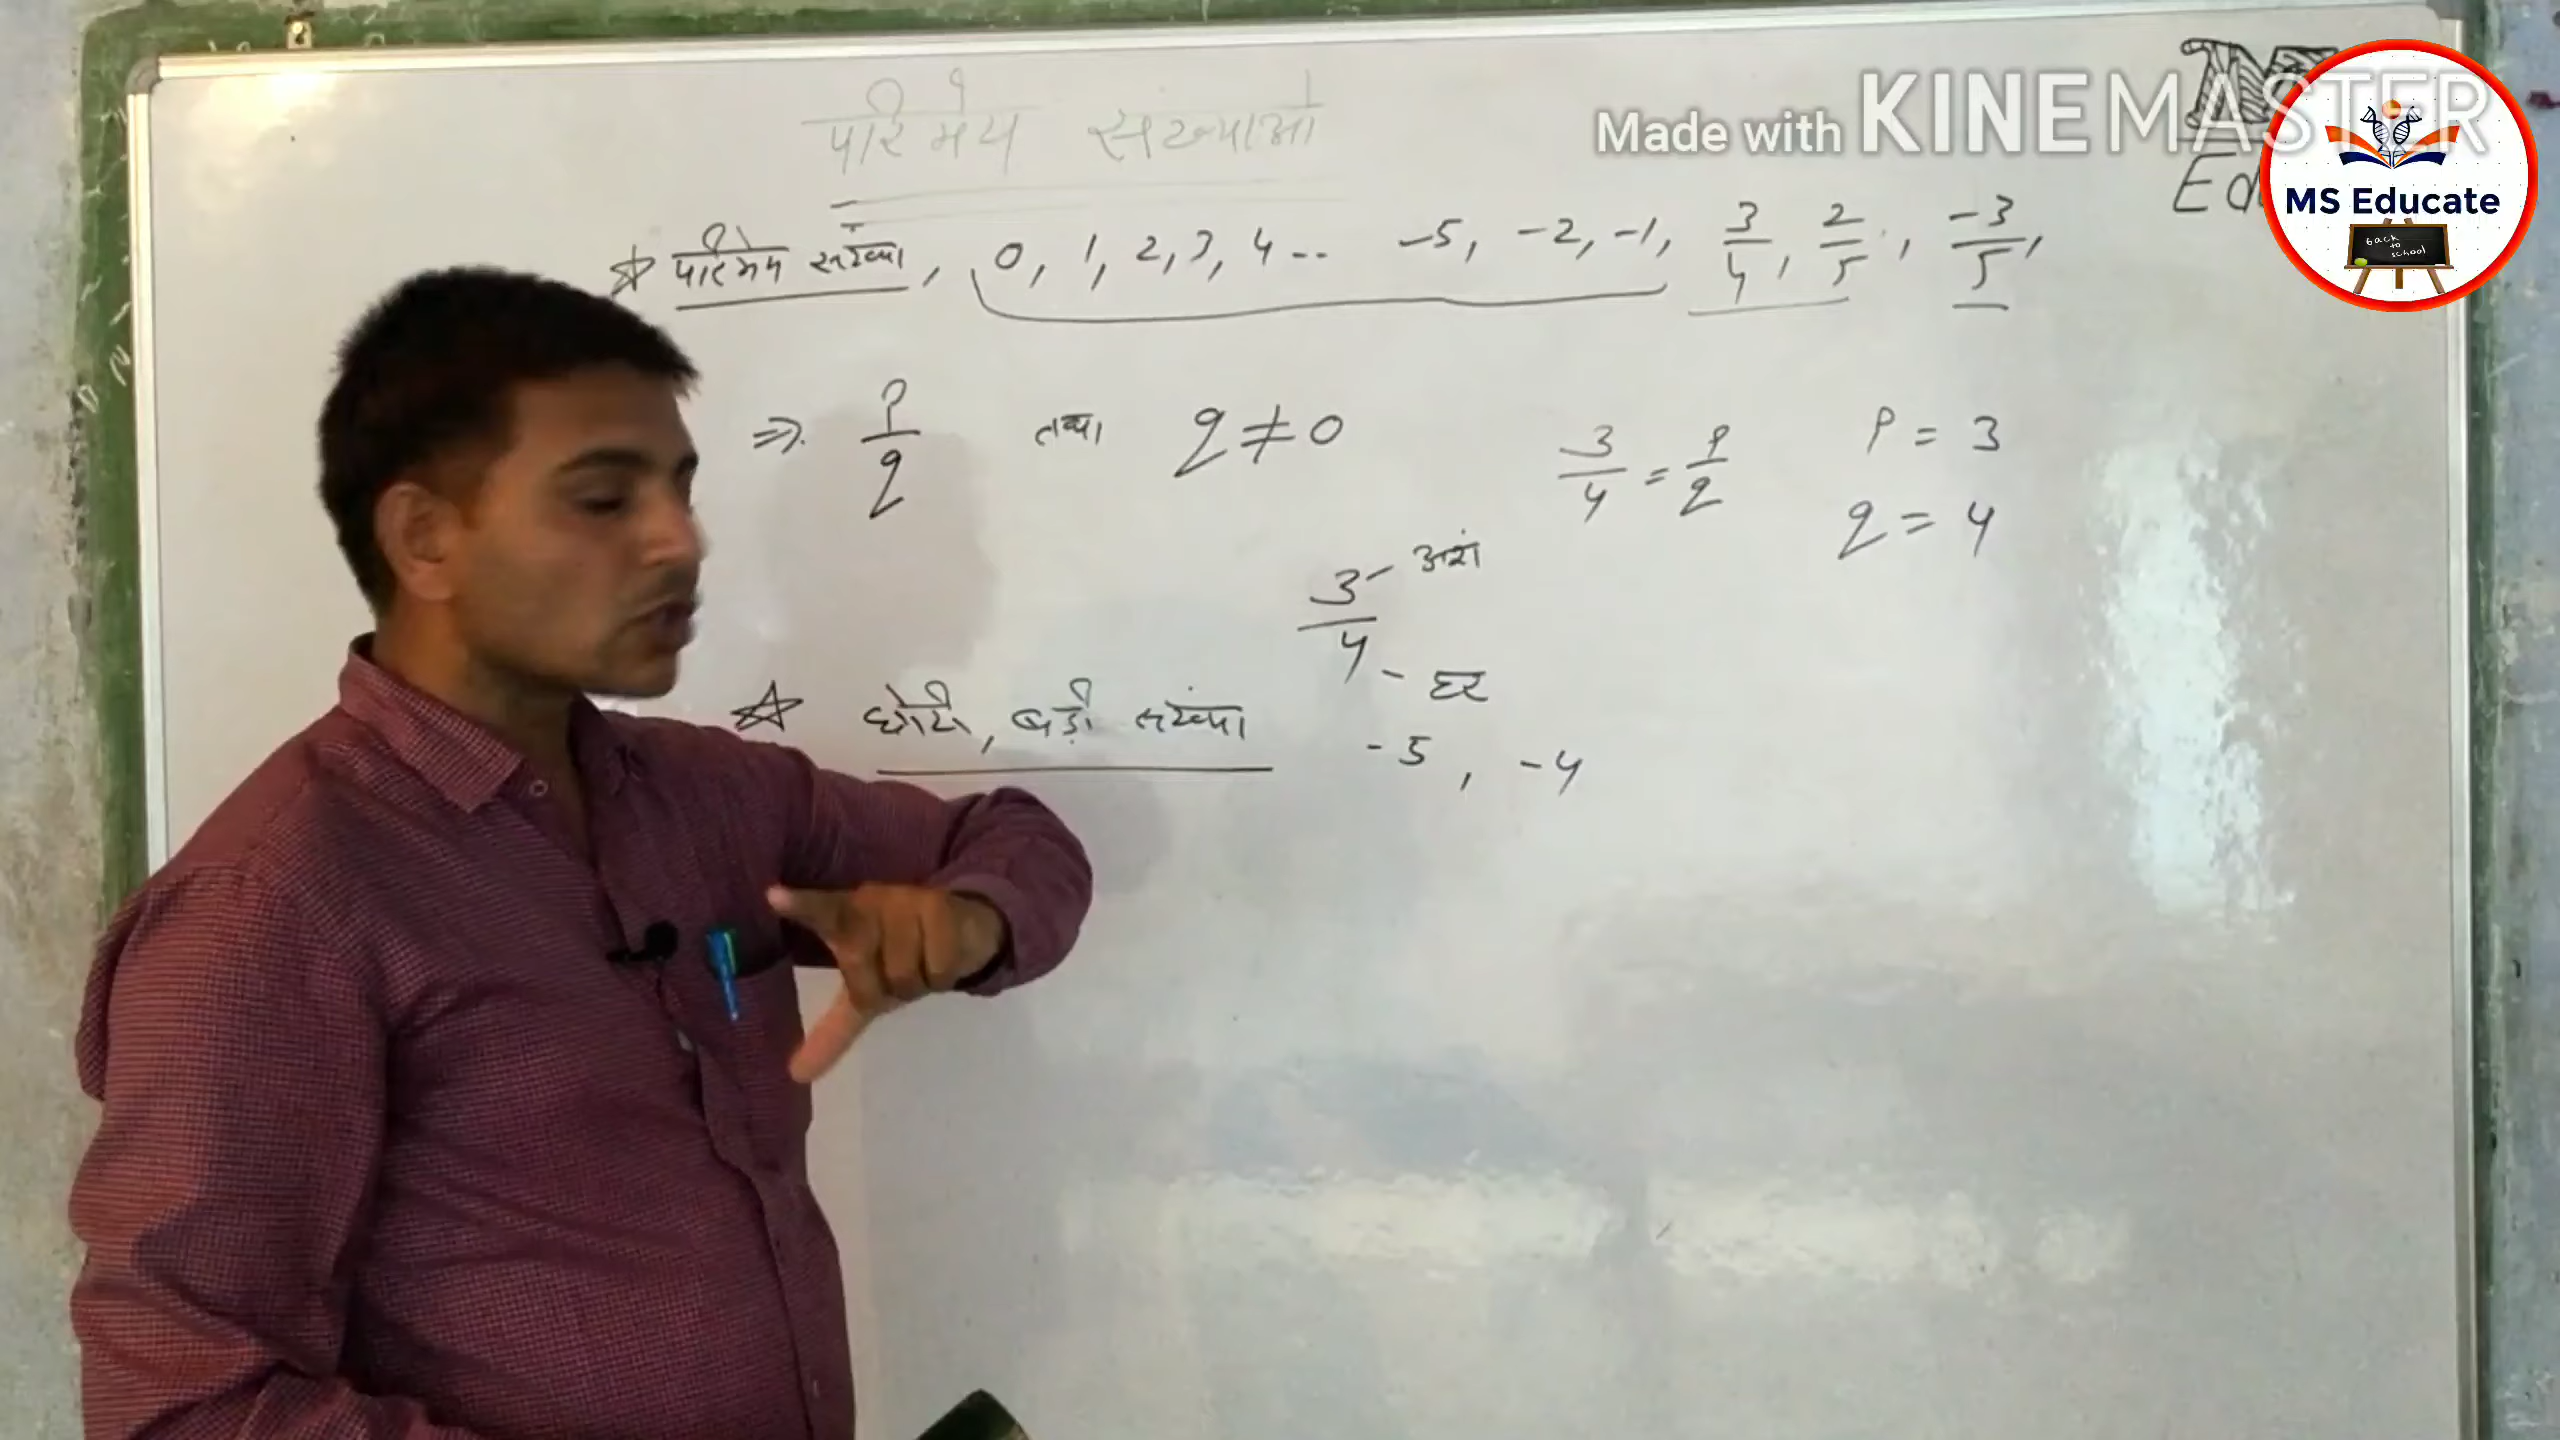 Made with KINEMASTER
MS Educate
back
to
school
Ed
परिमेय संख्याओ
☆ परिमेय संख्या, 0, 1, 2, 3, 4 -- -5, -2, -1, 3/4, 2/5, -3/5,
⇒ p/q तथा q ≠ 0
3/4 = p/q
p = 3
q = 4
3/4 - अंश
- हर
☆ छोटी, बड़ी संख्या
-5, -4